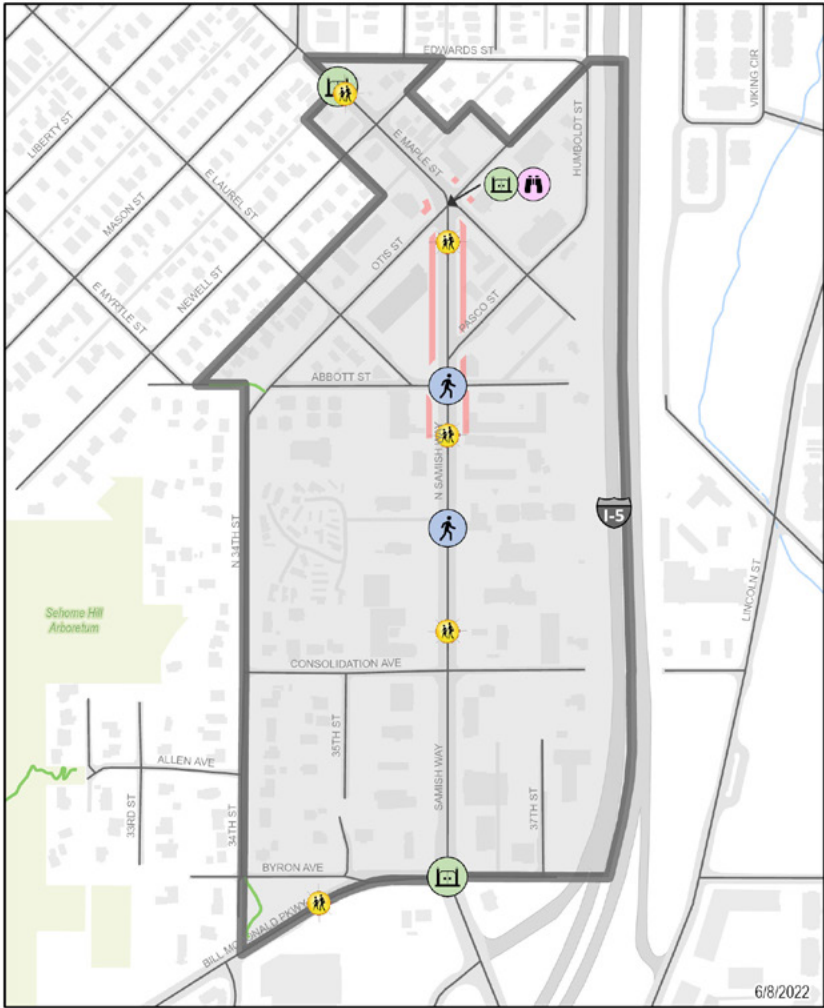 EDWARDS ST
VIKING CIR
LIBERTY ST
E MAPLE ST
HUMBOLDT ST
E LAUREL ST
MASON ST
OTIS ST
NEWELL ST
E MYRTLE ST
PASCO ST
ABBOTT ST
N SAMISH WAY
I-5
N 34TH ST
LINCOLN ST
Sehome Hill
Arboretum
CONSOLIDATION AVE
35TH ST
SAMISH WAY
ALLEN AVE
33RD ST
34TH ST
37TH ST
BYRON AVE
BILL MCDONALD PKWY
6/8/2022